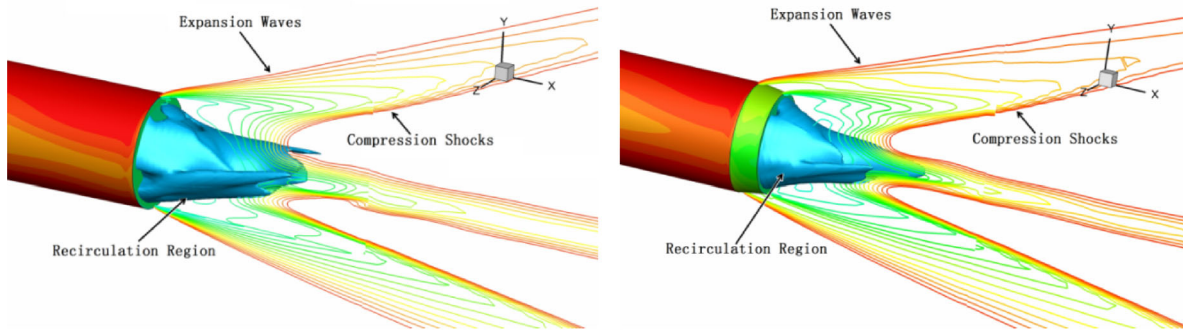 Expansion Waves
Y
Z
X
Compression Shocks
Recirculation Region
Expansion Waves
Y
Z
X
Compression Shocks
Recirculation Region